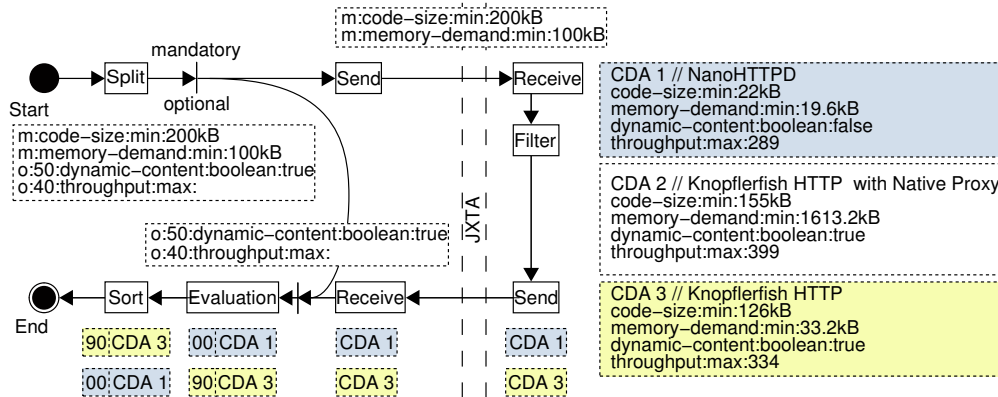 m:code−size:min:200kB
m:memory−demand:min:100kB
mandatory
Split
Send
Receive
Start
optional
CDA 1 // NanoHTTPD
code−size:min:22kB
memory−demand:min:19.6kB
dynamic−content:boolean:false
throughput:max:289
m:code−size:min:200kB
m:memory−demand:min:100kB
o:50:dynamic−content:boolean:true
o:40:throughput:max:
Filter
CDA 2 // Knopflerfish HTTP with Native Proxy
code−size:min:155kB
memory−demand:min:1613.2kB
dynamic−content:boolean:true
throughput:max:399
JXTA
o:50:dynamic−content:boolean:true
o:40:throughput:max:
Sort
Evaluation
Receive
Send
End
CDA 3 // Knopflerfish HTTP
code−size:min:126kB
memory−demand:min:33.2kB
dynamic−content:boolean:true
throughput:max:334
90 CDA 3
00 CDA 1
CDA 1
CDA 1
00 CDA 1
90 CDA 3
CDA 3
CDA 3